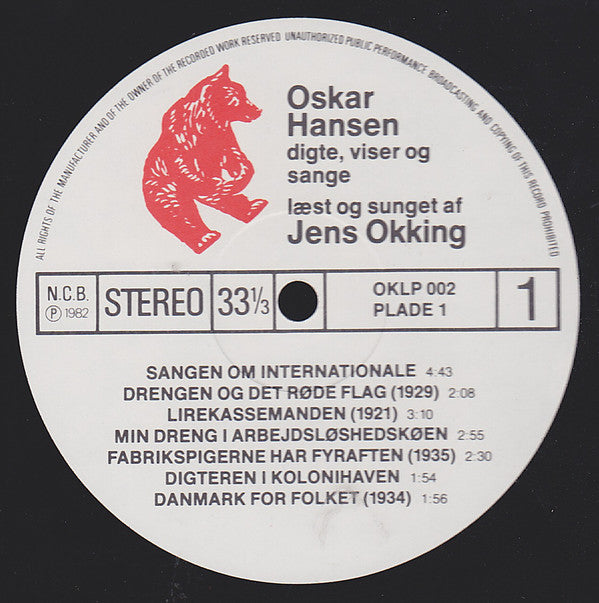 ALL RIGHTS OF THE MANUFACTURER AND OF THE OWNER OF THE RECORDED WORK RESERVED UNAUTHORIZED PUBLIC PERFORMANCE BROADCASTING AND COPYING OF THIS RECORD PROHIBITED
Oskar
Hansen
digte, viser og
sange
læst og sunget af
Jens Okking
N.C.B.
Ⓟ 1982
STEREO
33⅓
OKLP 002
PLADE 1
1
SANGEN OM INTERNATIONALE 4:43
DRENGEN OG DET RØDE FLAG (1929) 2:08
LIREKASSEMANDEN (1921) 3:10
MIN DRENG I ARBEJDSLØSHEDSKØEN 2:55
FABRIKSPIGERNE HAR FYRAFTEN (1935) 2:30
DIGTEREN I KOLONIHAVEN 1:54
DANMARK FOR FOLKET (1934) 1:56